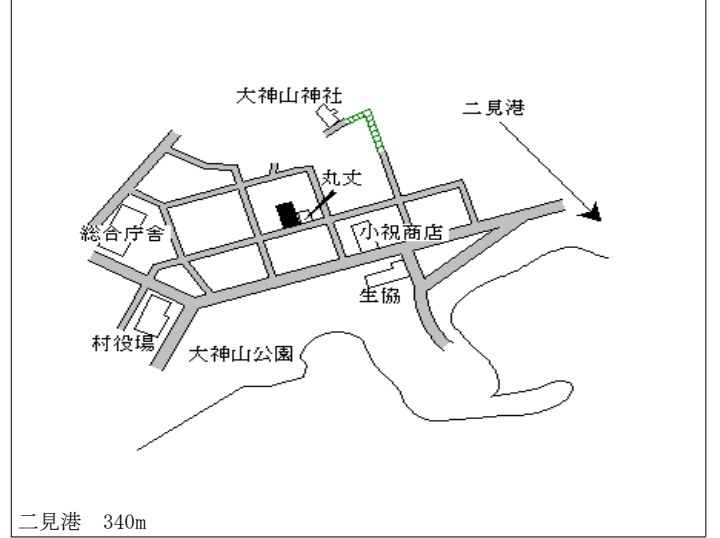 大神山神社
二見港
丸丈
総合庁舎
小祝商店
生協
村役場
大神山公園
二見港　340m